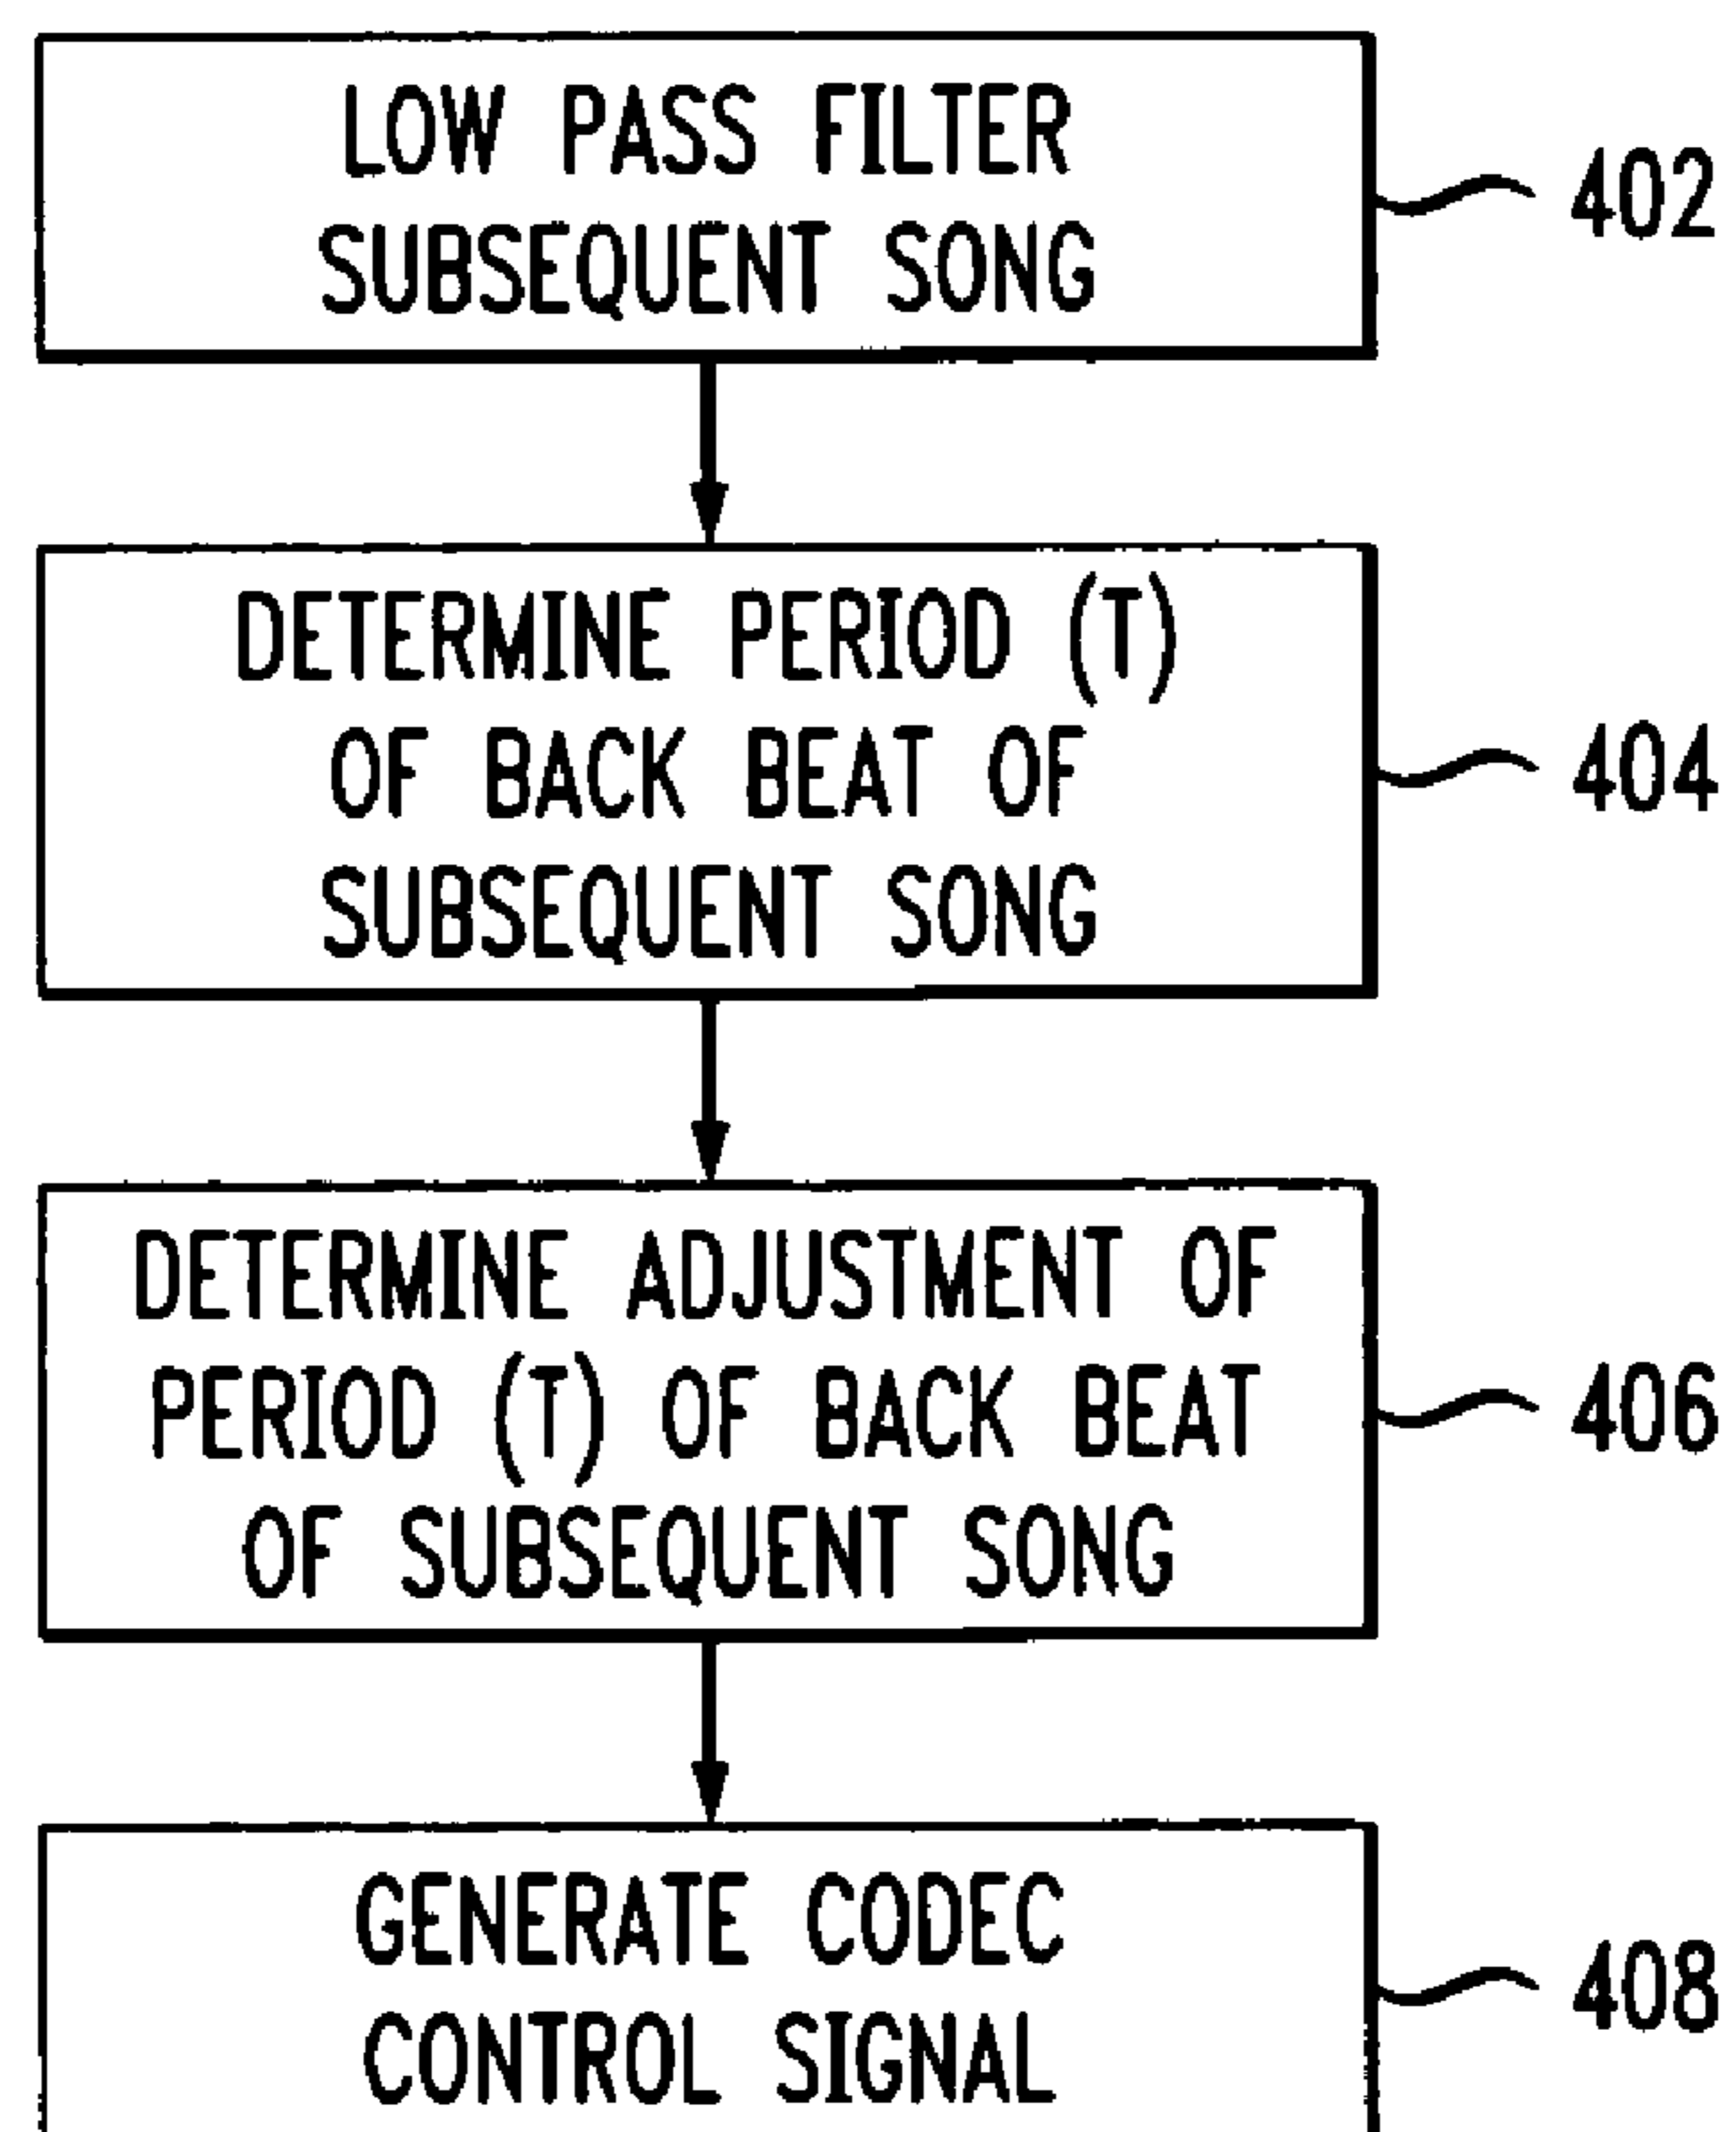 LOW PASS FILTER
SUBSEQUENT SONG
402
DETERMINE PERIOD (T)
OF BACK BEAT OF
SUBSEQUENT SONG
404
DETERMINE ADJUSTMENT OF
PERIOD (T) OF BACK BEAT
OF SUBSEQUENT SONG
406
GENERATE CODEC
CONTROL SIGNAL
408